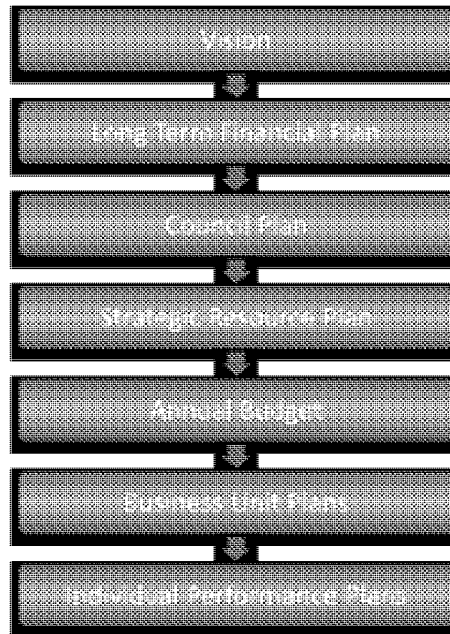 Vision
Long Term Financial Plan
Council Plan
Strategic Resource Plan
Annual Budget
Business Unit Plans
Individual Performance Plans